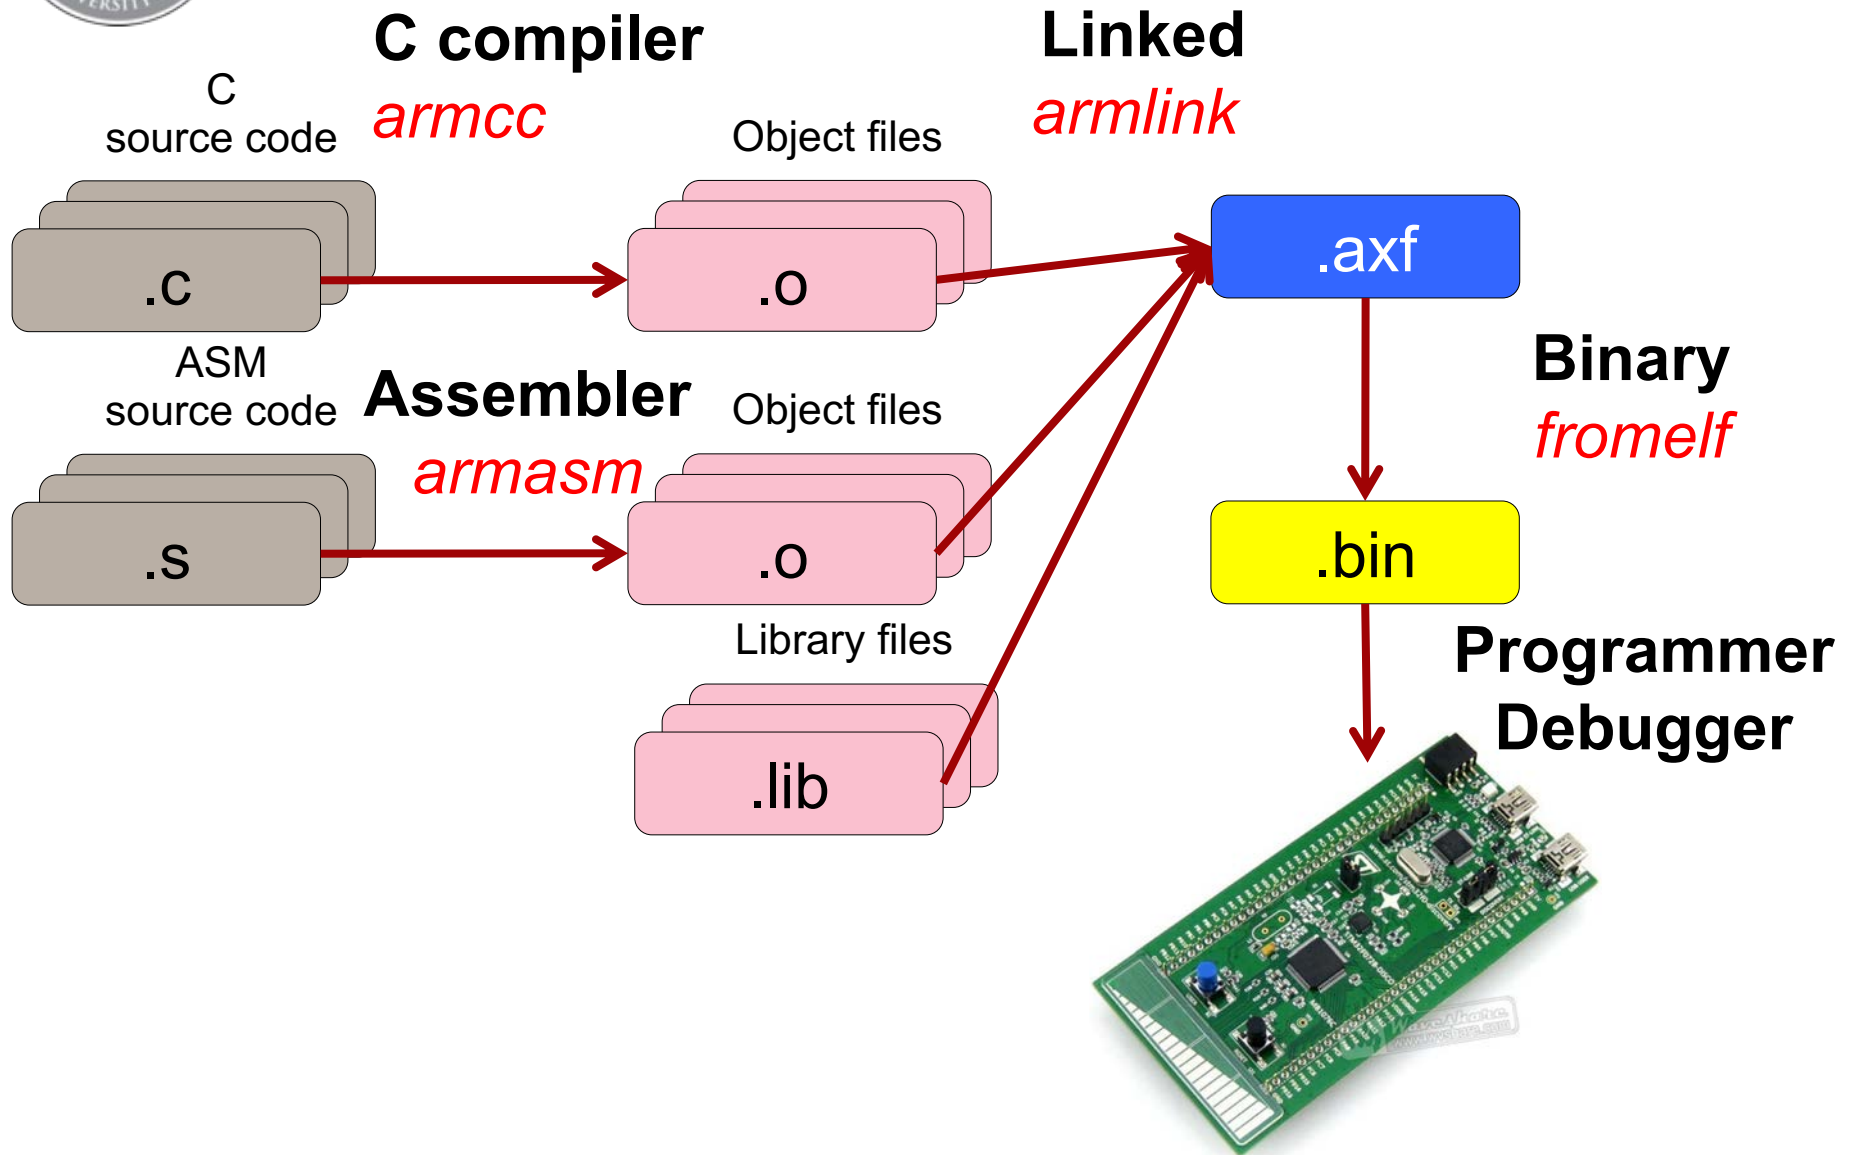 ERSITY
C compiler
armcc
Linked
armlink
C
source code
Object files
.c
.o
.axf
ASM
source code
Assembler
armasm
Object files
Binary
fromelf
.s
.o
.bin
Library files
.lib
Programmer
Debugger